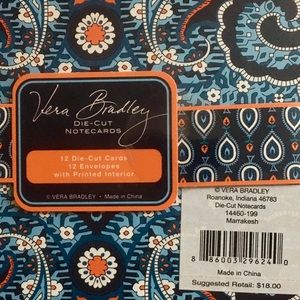 Vera Bradley
DIE-CUT
NOTECARDS
12 Die-Cut Cards
12 Envelopes
with Printed Interior
© VERA BRADLEY • Made in China
© VERA BRADLEY
Roanoke, Indiana 46783
Die-Cut Notecards
14460-199
Marrakesh
8 86003 29624 0
Made in China
Suggested Retail: $18.00